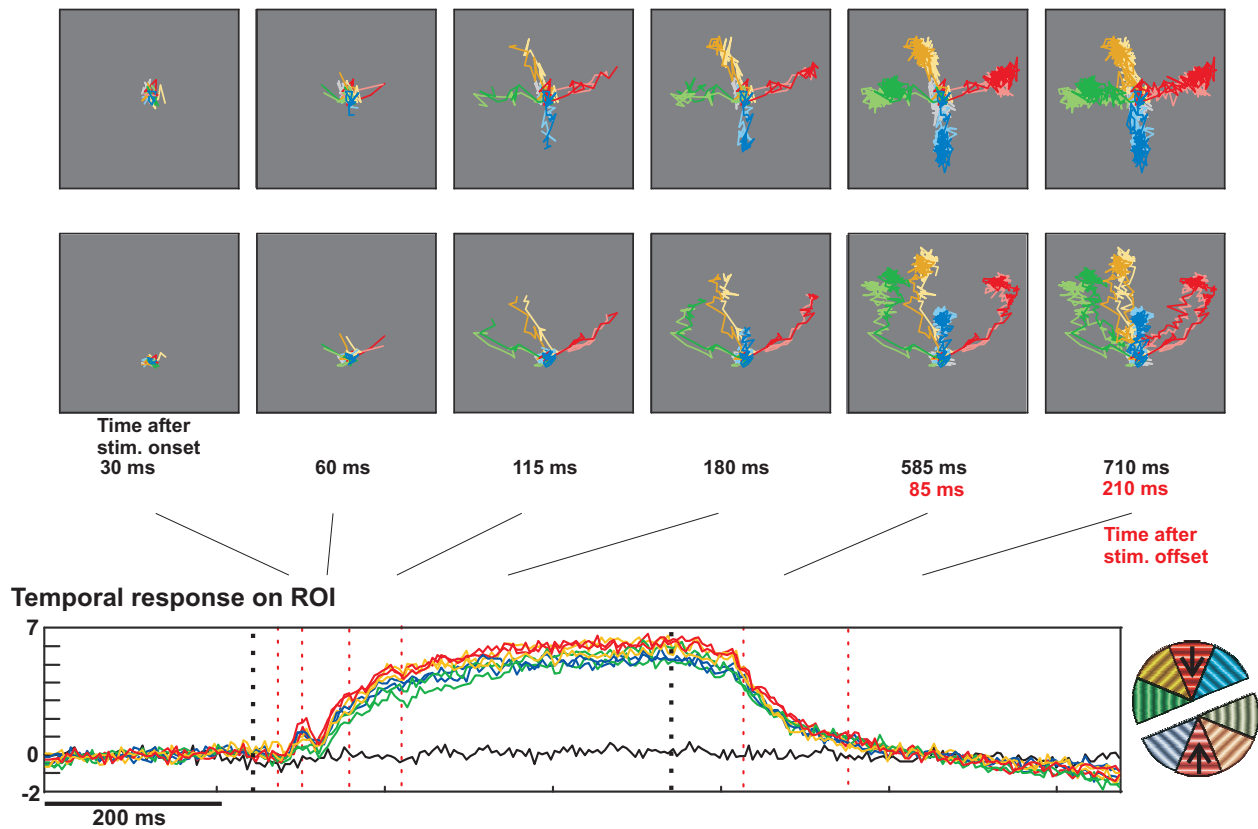 Time after
stim. onset
30 ms
60 ms
115 ms
180 ms
585 ms
710 ms
85 ms
210 ms
Time after
stim. offset
Temporal response on ROI
7
0
-2
200 ms